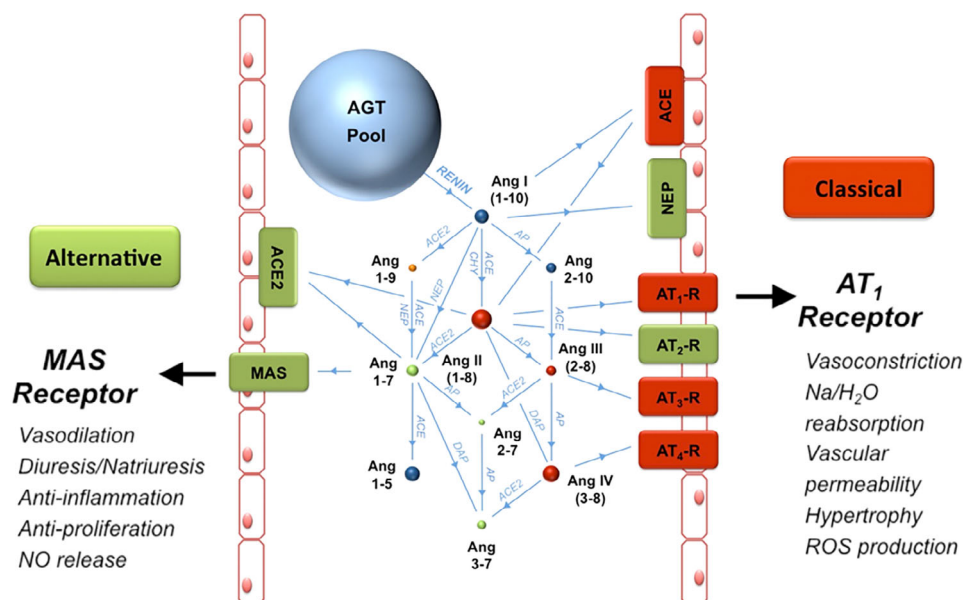 AGT
Pool
RENIN
Ang I
(1-10)
ACE
NEP
Classical
Alternative
ACE2
ACE2
ACE
CHY
AP
NEP
Ang
1-9
Ang
2-10
ACE
NEP
ACE
AT1-R
AT2-R
AT3-R
AT4-R
AT1
Receptor
Vasoconstriction
Na/H2O
reabsorption
Vascular
permeability
Hypertrophy
ROS production
MAS
MAS
Receptor
Vasodilation
Diuresis/Natriuresis
Anti-inflammation
Anti-proliferation
NO release
ACE2
Ang II
(1-8)
AP
Ang III
(2-8)
Ang
1-7
AP
ACE2
DAP
AP
ACE
DAP
Ang
2-7
AP
Ang
1-5
ACE2
Ang IV
(3-8)
Ang
3-7